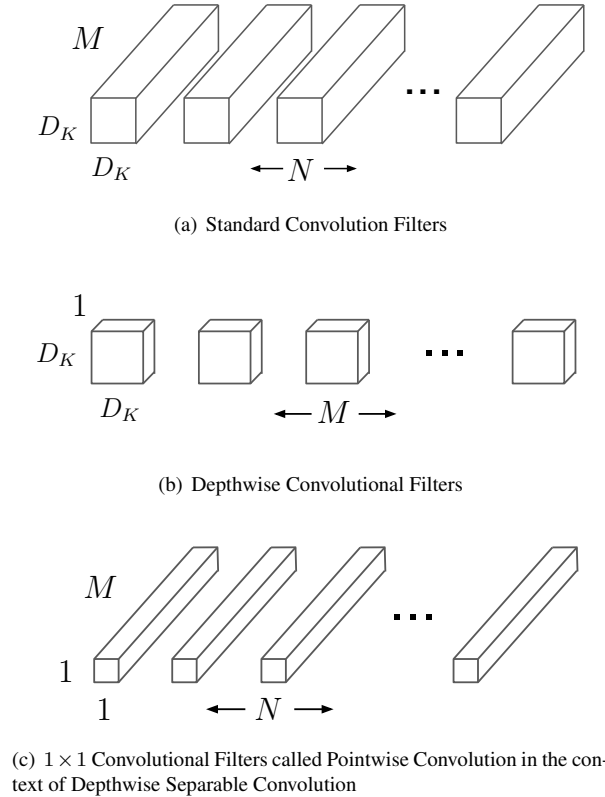 M
D_K
D_K
...
N
(a) Standard Convolution Filters
1
D_K
D_K
...
M
(b) Depthwise Convolutional Filters
M
1
1
...
N
(c) 1 × 1 Convolutional Filters called Pointwise Convolution in the con-
text of Depthwise Separable Convolution